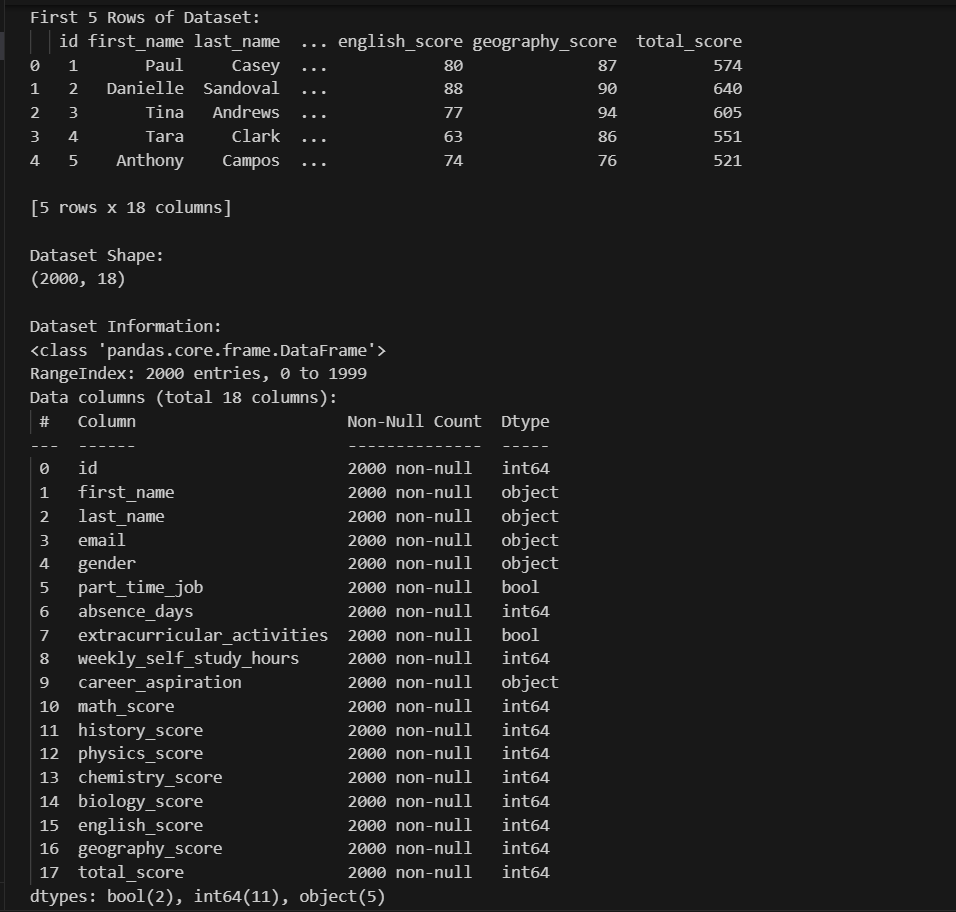 First 5 Rows of Dataset:
   id first_name last_name  ... english_score geography_score  total_score
0   1       Paul     Casey  ...            80              87          574
1   2   Danielle  Sandoval  ...            88              90          640
2   3       Tina   Andrews  ...            77              94          605
3   4       Tara     Clark  ...            63              86          551
4   5    Anthony    Campos  ...            74              76          521
[5 rows x 18 columns]
Dataset Shape:
(2000, 18)
Dataset Information:
<class 'pandas.core.frame.DataFrame'>
RangeIndex: 2000 entries, 0 to 1999
Data columns (total 18 columns):
 #   Column                      Non-Null Count  Dtype
---  ------                      --------------  -----
 0   id                          2000 non-null   int64
 1   first_name                  2000 non-null   object
 2   last_name                   2000 non-null   object
 3   email                       2000 non-null   object
 4   gender                      2000 non-null   object
 5   part_time_job               2000 non-null   bool
 6   absence_days                2000 non-null   int64
 7   extracurricular_activities  2000 non-null   bool
 8   weekly_self_study_hours     2000 non-null   int64
 9   career_aspiration           2000 non-null   object
 10  math_score                  2000 non-null   int64
 11  history_score               2000 non-null   int64
 12  physics_score               2000 non-null   int64
 13  chemistry_score             2000 non-null   int64
 14  biology_score               2000 non-null   int64
 15  english_score               2000 non-null   int64
 16  geography_score             2000 non-null   int64
 17  total_score                 2000 non-null   int64
dtypes: bool(2), int64(11), object(5)